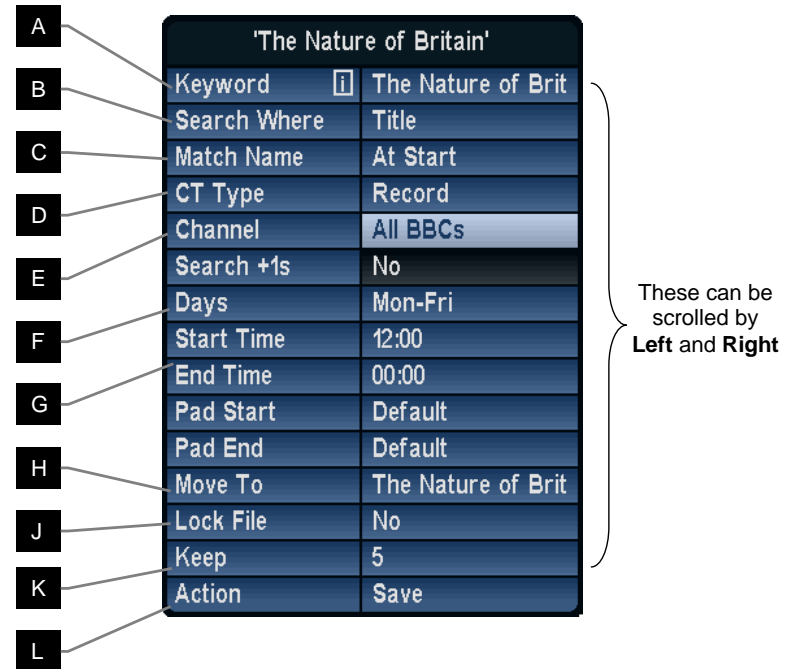 A
B
C
D
E
F
G
H
J
K
L
'The Nature of Britain'
Keyword i The Nature of Brit
Search Where Title
Match Name At Start
CT Type Record
Channel All BBCs
Search +1s No
Days Mon-Fri
Start Time 12:00
End Time 00:00
Pad Start Default
Pad End Default
Move To The Nature of Brit
Lock File No
Keep 5
Action Save
These can be
scrolled by
Left and Right